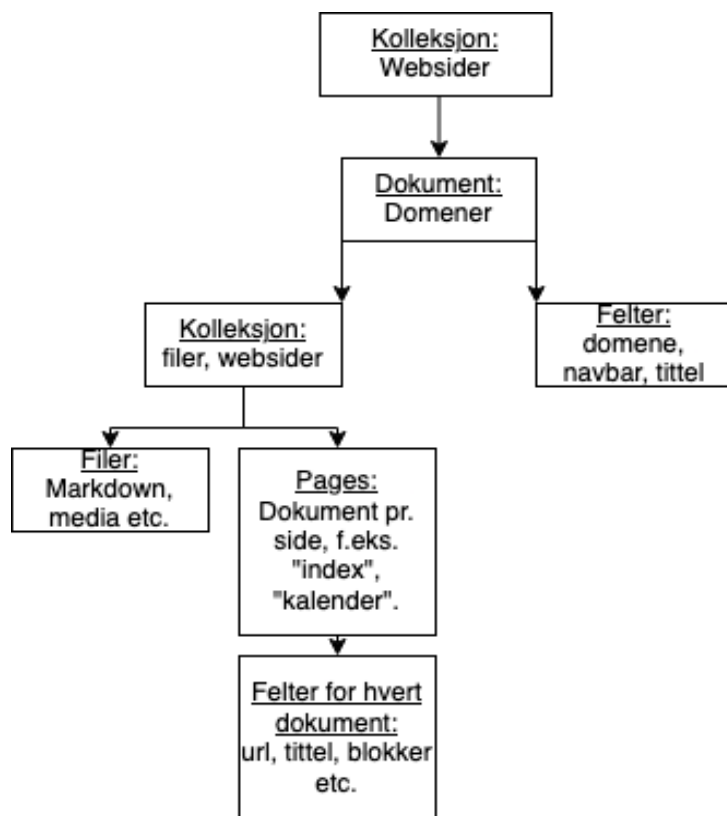 Kolleksjon:
Websider
Dokument:
Domener
Kolleksjon:
filer, websider
Felter:
domene,
navbar, tittel
Filer:
Markdown,
media etc.
Pages:
Dokument pr.
side, f.eks.
"index",
"kalender".
Felter for hvert
dokument:
url, tittel, blokker
etc.